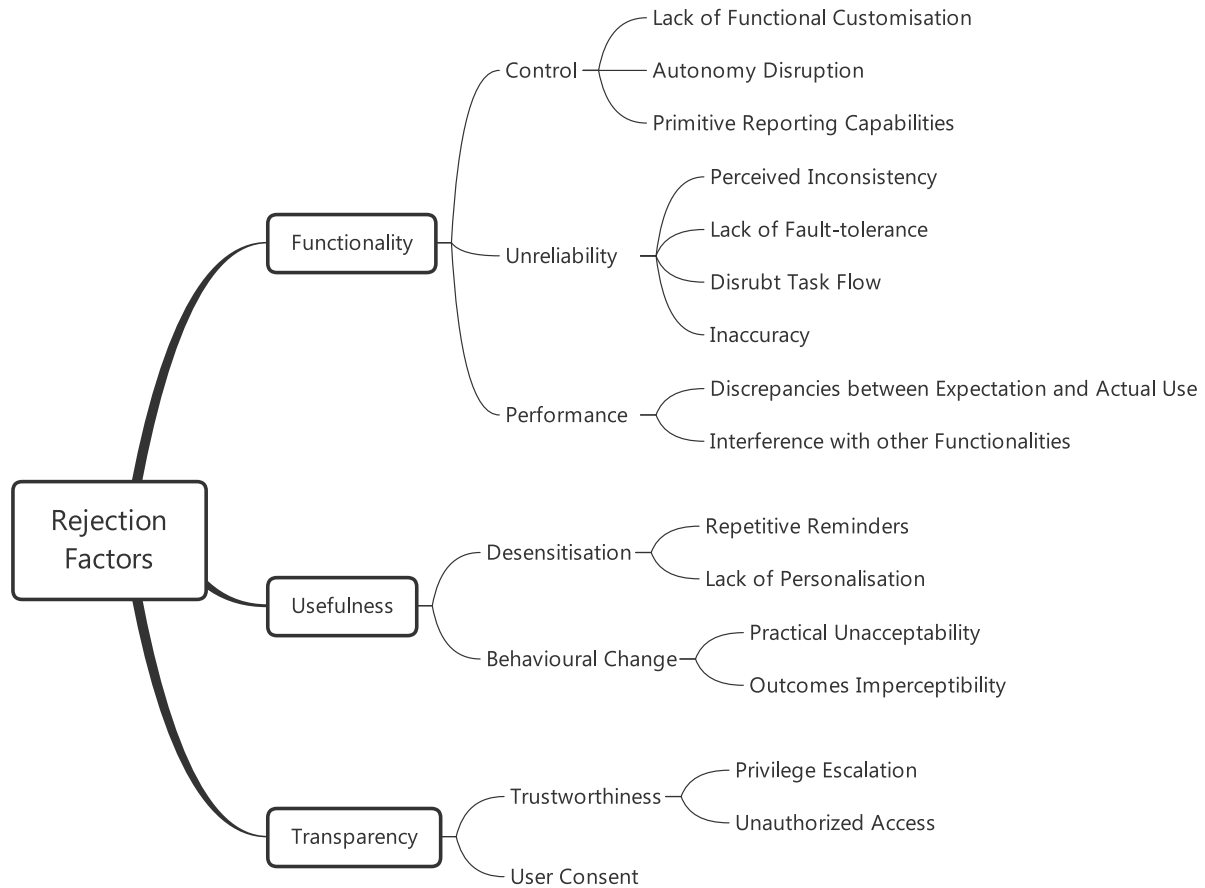 Rejection
Factors
Functionality
Control
Lack of Functional Customisation
Autonomy Disruption
Primitive Reporting Capabilities
Unreliability
Perceived Inconsistency
Lack of Fault-tolerance
Disrubt Task Flow
Inaccuracy
Performance
Discrepancies between Expectation and Actual Use
Interference with other Functionalities
Usefulness
Desensitisation
Repetitive Reminders
Lack of Personalisation
Behavioural Change
Practical Unacceptability
Outcomes Imperceptibility
Transparency
Trustworthiness
Privilege Escalation
Unauthorized Access
User Consent